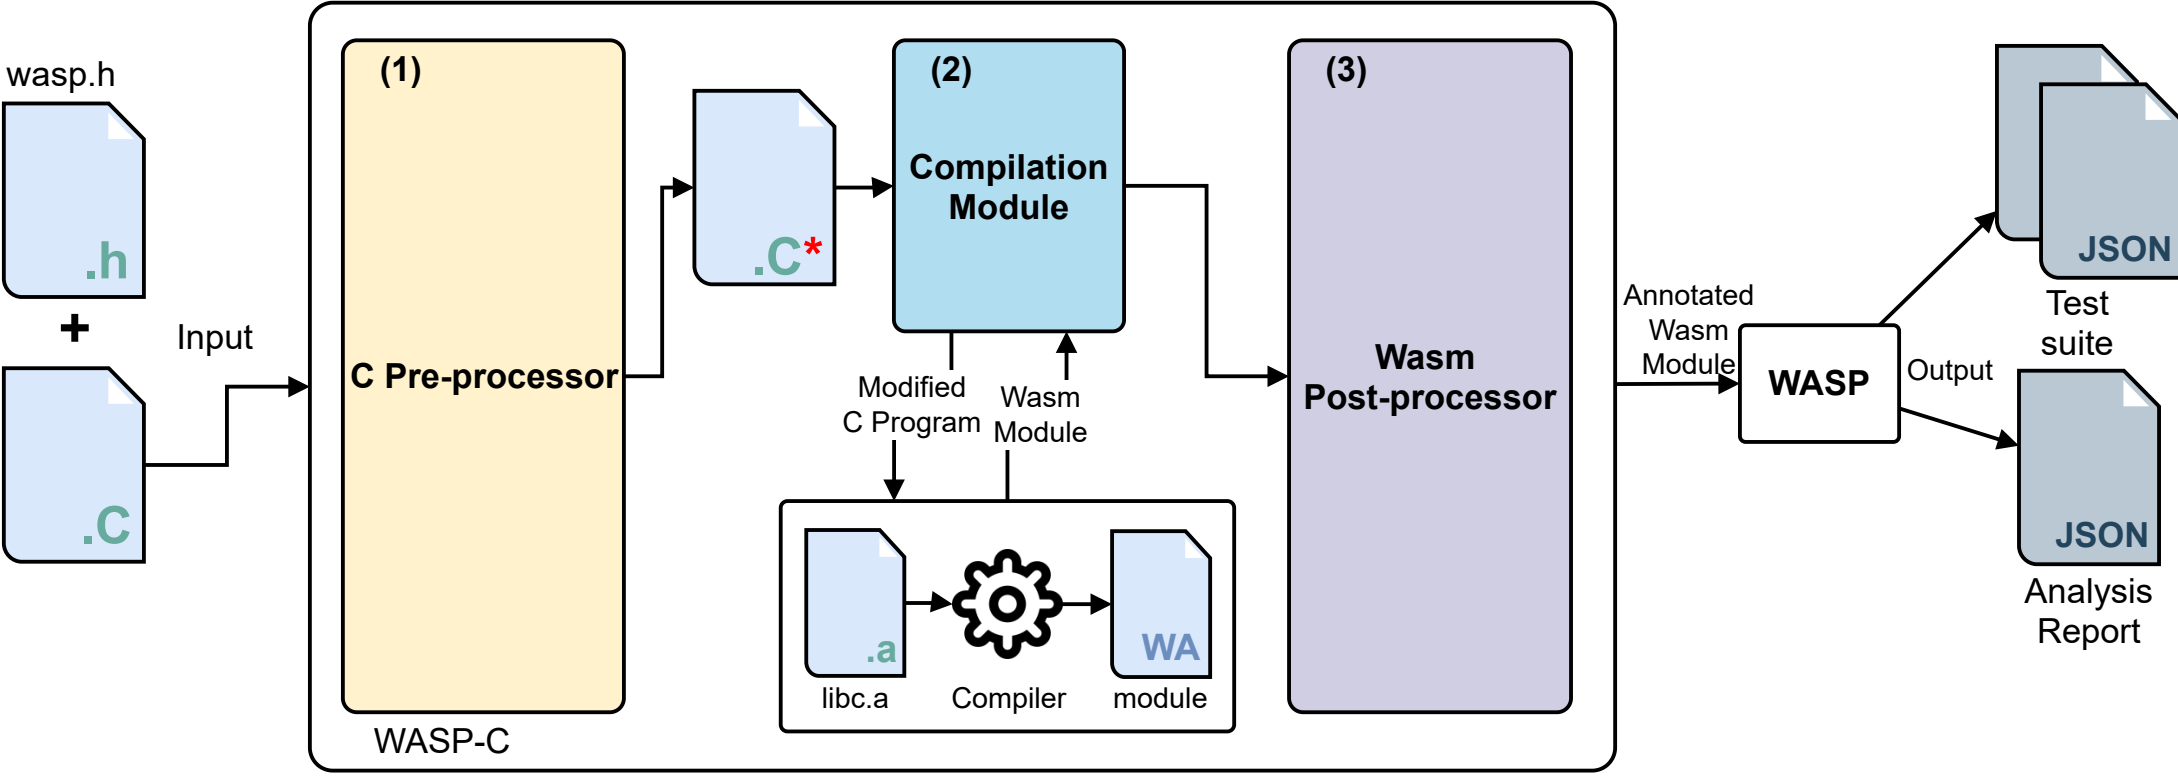 wasp.h
.h
+
.C
Input
(1)
C Pre-processor
WASP-C
.C*
(2)
Compilation
Module
Modified
C Program
Wasm
Module
.a
libc.a
Compiler
WA
module
(3)
Wasm
Post-processor
Annotated
Wasm
Module
WASP
Output
JSON
Test
suite
JSON
Analysis
Report